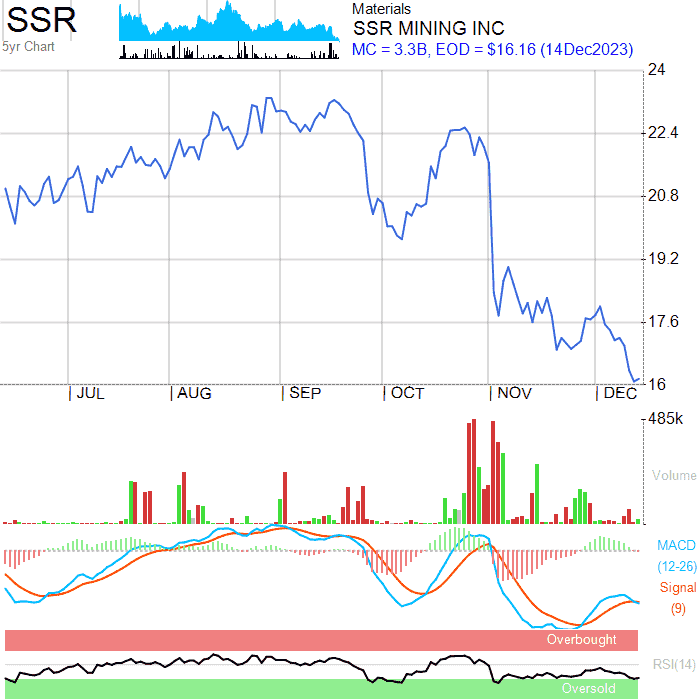 SSR
5yr Chart
Materials
SSR MINING INC
MC = 3.3B, EOD = $16.16 (14Dec2023)
24
22.4
20.8
19.2
17.6
16
JUL AUG SEP OCT NOV DEC
485k
Volume
MACD
(12-26)
Signal
(9)
Overbought
RSI(14)
Oversold